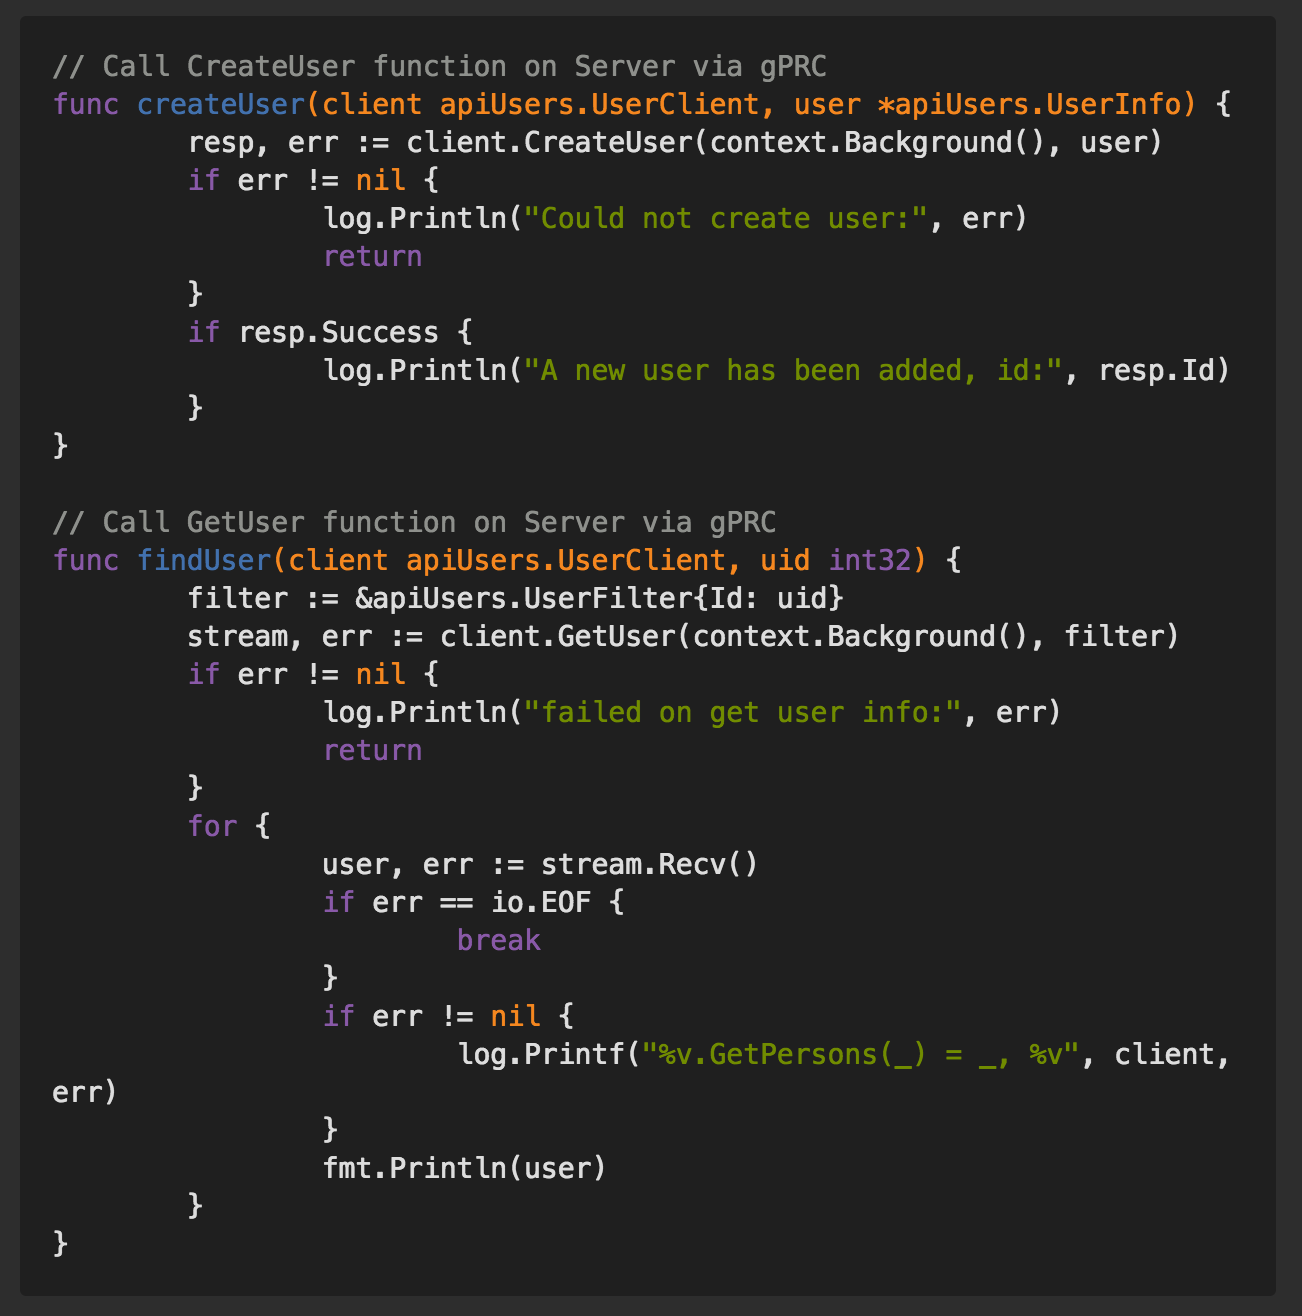 // Call CreateUser function on Server via gPRC
func createUser(client apiUsers.UserClient, user *apiUsers.UserInfo) {
        resp, err := client.CreateUser(context.Background(), user)
        if err != nil {
                log.Println("Could not create user:", err)
                return
        }
        if resp.Success {
                log.Println("A new user has been added, id:", resp.Id)
        }
}

// Call GetUser function on Server via gPRC
func findUser(client apiUsers.UserClient, uid int32) {
        filter := &apiUsers.UserFilter{Id: uid}
        stream, err := client.GetUser(context.Background(), filter)
        if err != nil {
                log.Println("failed on get user info:", err)
                return
        }
        for {
                user, err := stream.Recv()
                if err == io.EOF {
                        break
                }
                if err != nil {
                        log.Printf("%v.GetPersons(_) = _, %v", client,
err)
                }
                fmt.Println(user)
        }
}